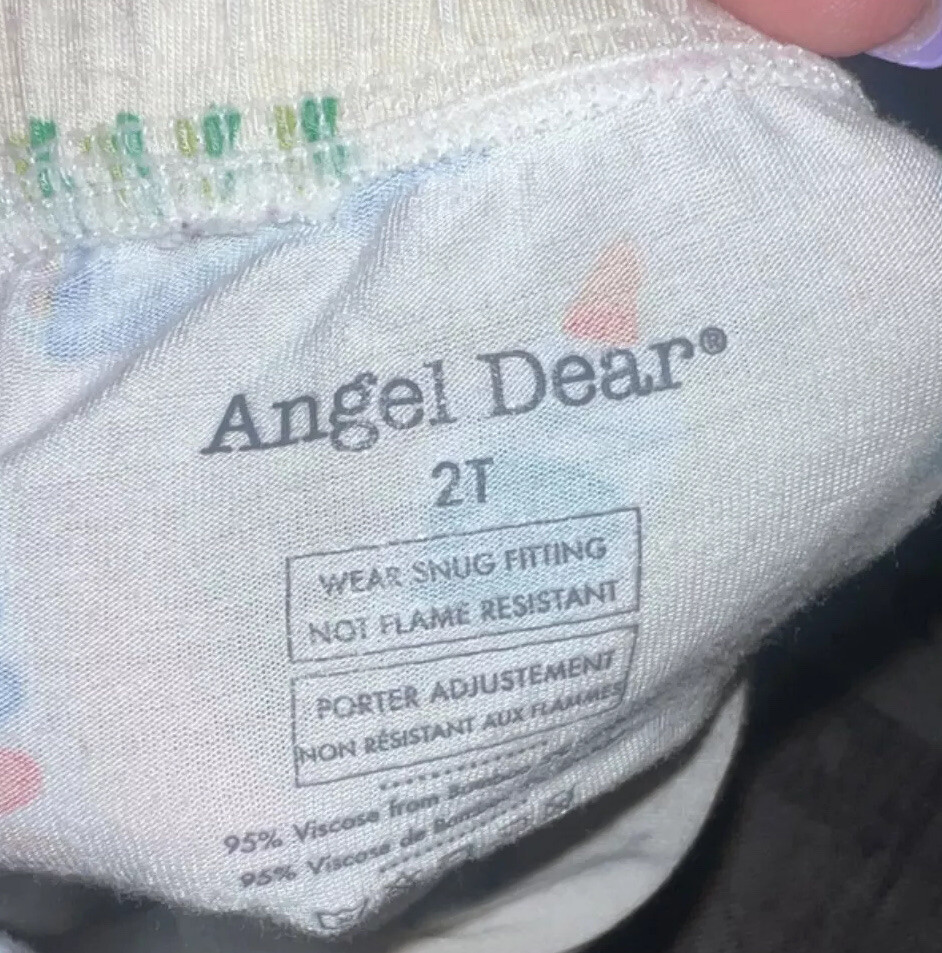 Angel Dear®
2T
WEAR SNUG FITTING
NOT FLAME RESISTANT
PORTER ADJUSTEMENT
NON RÉSISTANT AUX FLAMMES
95% Viscose from Bamboo
95% Viscose de